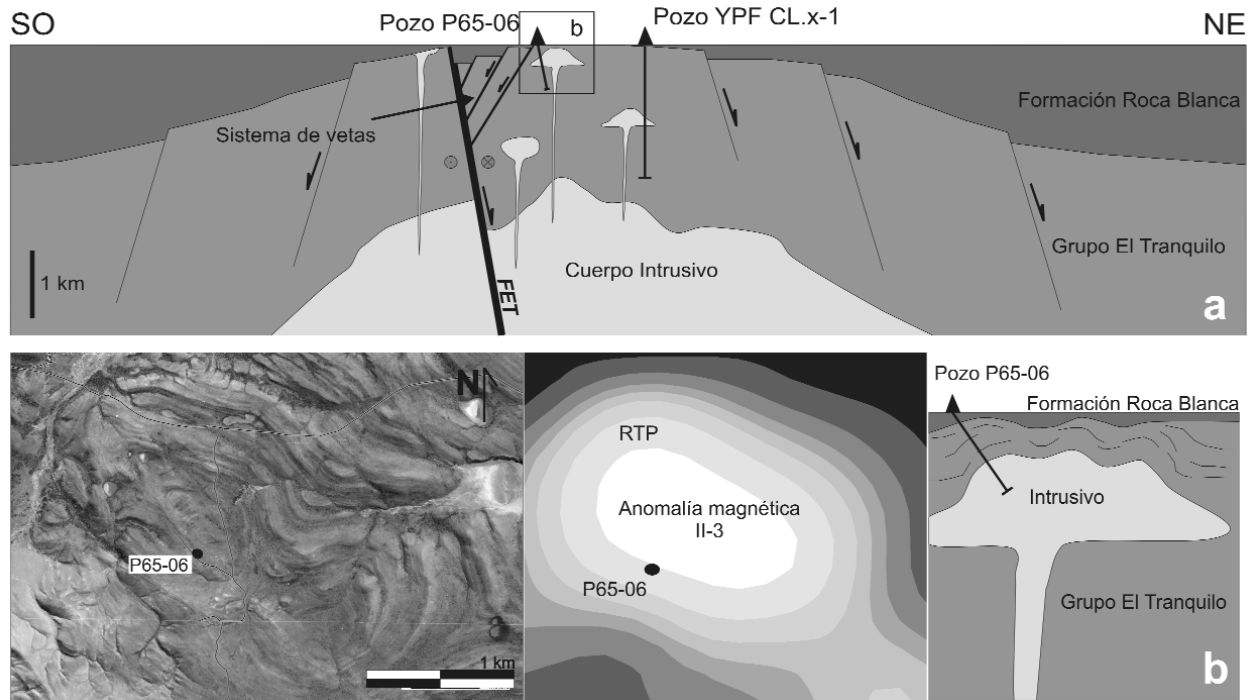 SO
Pozo P65-06
b
Pozo YPF CL.x-1
NE
Formación Roca Blanca
Sistema de vetas
Grupo El Tranquilo
Cuerpo Intrusivo
1 km
FET
a
N
P65-06
1 km
RTP
Anomalía magnética
II-3
P65-06
Pozo P65-06
Formación Roca Blanca
Intrusivo
Grupo El Tranquilo
b